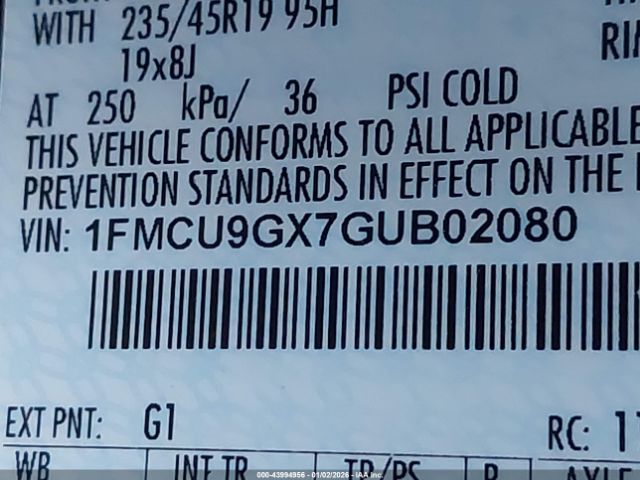 WITH 235/45R19 95H
19x8J
AT 250 kPa/ 36 PSI COLD
THIS VEHICLE CONFORMS TO ALL APPLICABLE
PREVENTION STANDARDS IN EFFECT ON THE
VIN: 1FMCU9GX7GUB02080
EXT PNT: G1
RC:
WB INT TR TP/PS R
000-43994956 - 01/02/2026 - IAA Inc.